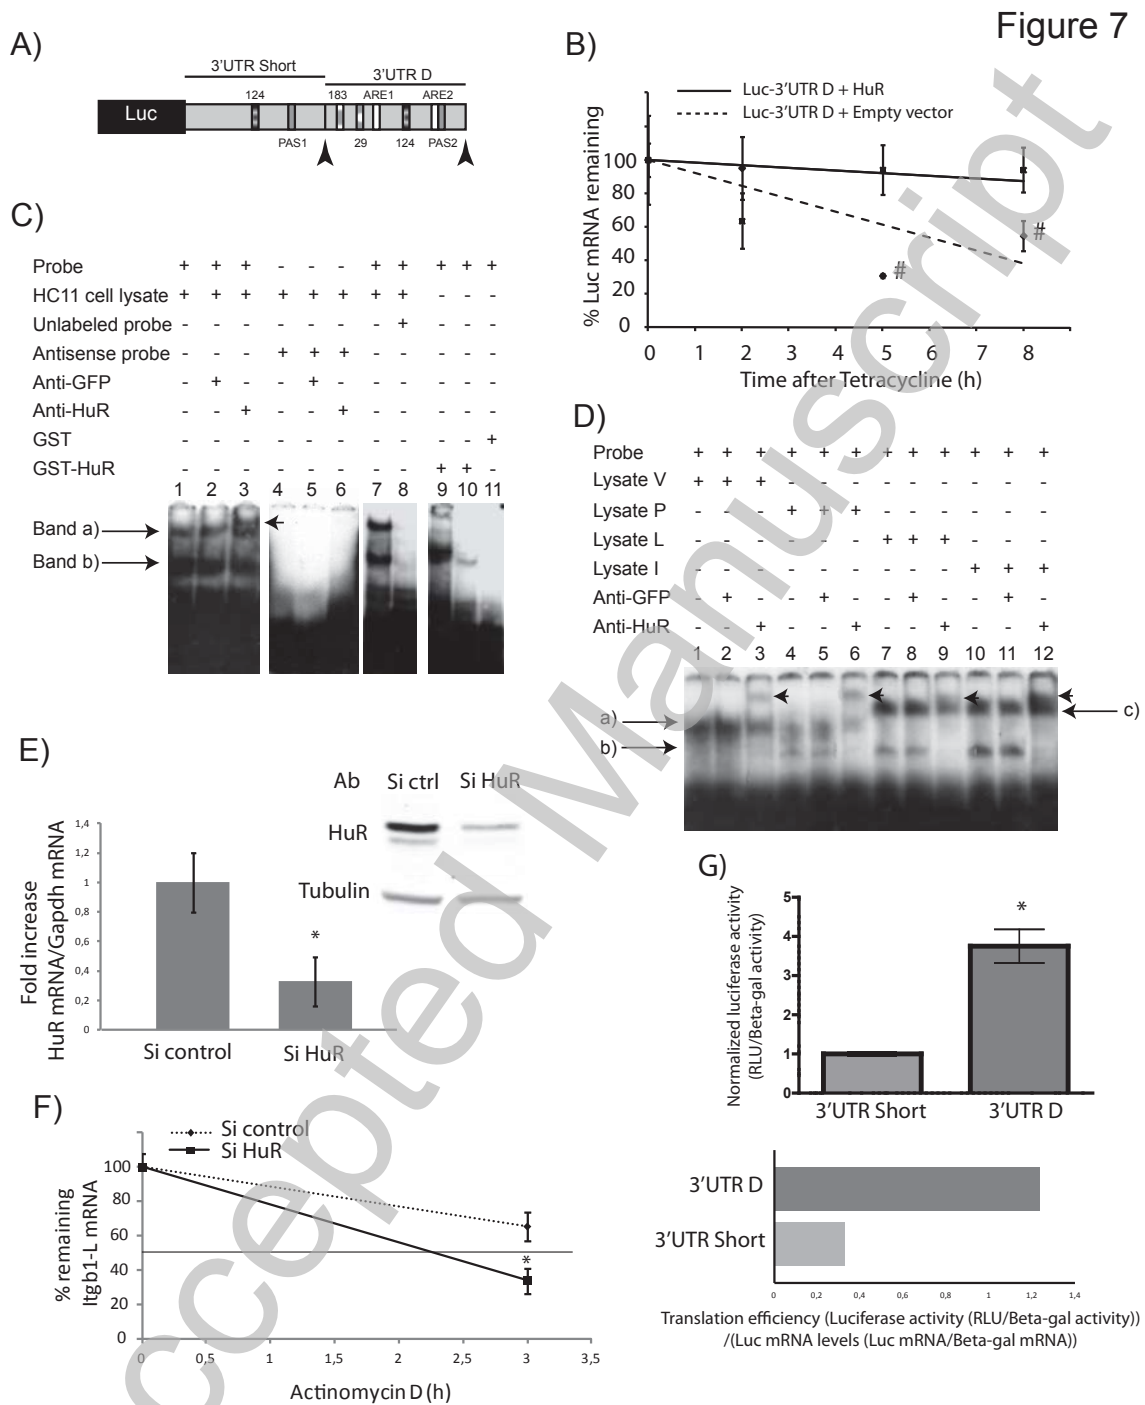 Figure 7
A)
3'UTR Short 3'UTR D
124 183 ARE1 ARE2
Luc
PAS1 29 124 PAS2
B)
Luc-3'UTR D + HuR
Luc-3'UTR D + Empty vector
% Luc mRNA remaining
100
80
60
40
20
0
# #
0 1 2 3 4 5 6 7 8
Time after Tetracycline (h)
C)
Probe + + + - - - + + + + +
HC11 cell lysate + + + + + + + + - - -
Unlabeled probe - - - - - - - + - - -
Antisense probe - - - + + + - - - - -
Anti-GFP - + - - + - - - - - -
Anti-HuR - - + - - + - - - - -
GST - - - - - - - - - - +
GST-HuR - - - - - - - - + + -
1 2 3 4 5 6 7 8 9 10 11
Band a)
Band b)
D)
Probe + + + + + + + + + + + +
Lysate V + + + - - - - - - - - -
Lysate P - - - + + + - - - - - -
Lysate L - - - - - - + + + - - -
Lysate I - - - - - - - - - + + +
Anti-GFP - + - - + - - + - - + -
Anti-HuR - - + - - + - - + - - +
1 2 3 4 5 6 7 8 9 10 11 12
a)
b)
c)
E)
Ab Si ctrl Si HuR
HuR
Tubulin
Fold increase
HuR mRNA/Gapdh mRNA
1,4
1,2
1
0,8
0,6
0,4
0,2
0
*
Si control Si HuR
F)
Si control
Si HuR
% remaining
Itgb1-L mRNA
100
80
60
40
20
0
*
0 0,5 1 2 2,5 3 3,5
Actinomycin D (h)
G)
Normalized luciferase activity
(RLU/Beta-gal activity)
5
4
3
2
1
0
*
3'UTR Short 3'UTR D
3'UTR D
3'UTR Short
0 0,2 0,4 0,6 0,8 1 1,2 1,4
Translation efficiency (Luciferase activity (RLU/Beta-gal activity))
/(Luc mRNA levels (Luc mRNA/Beta-gal mRNA))
ccepted Manuscript